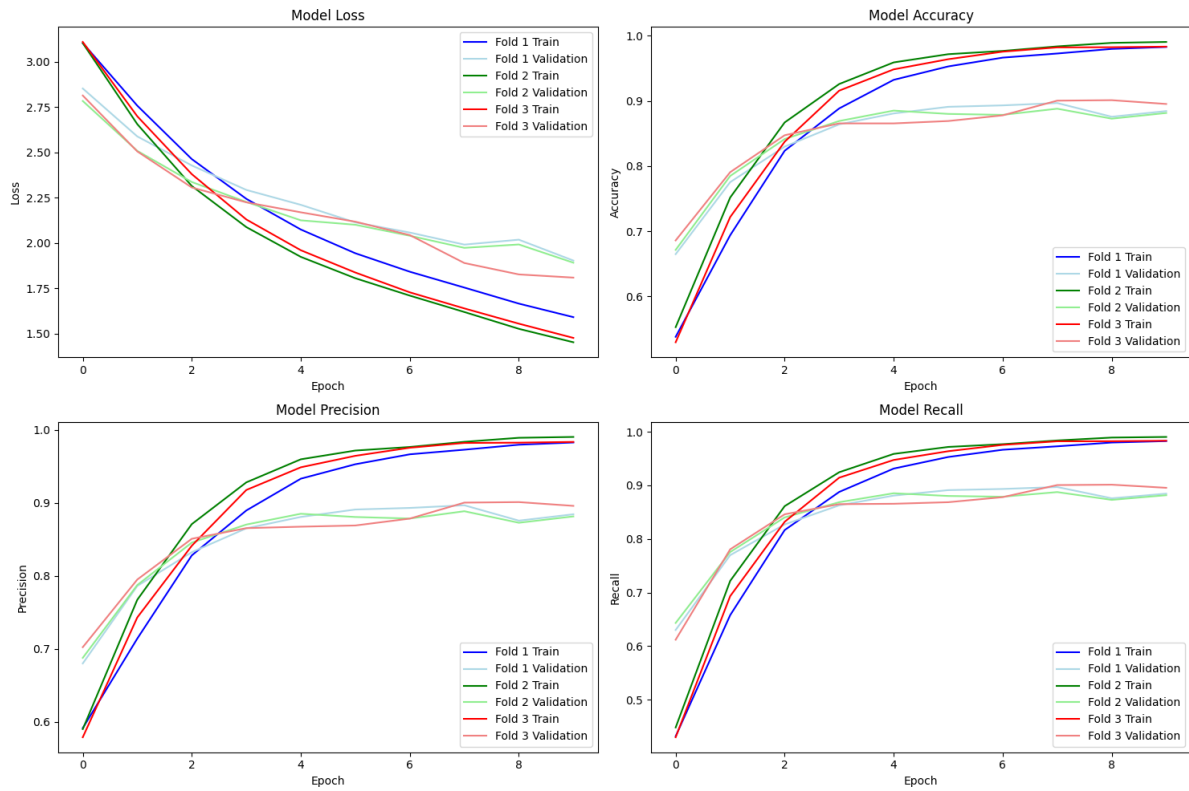 Model Loss
Loss
3.00
2.75
2.50
2.25
2.00
1.75
1.50
0
2
4
6
8
Epoch
Fold 1 Train
Fold 1 Validation
Fold 2 Train
Fold 2 Validation
Fold 3 Train
Fold 3 Validation
Model Accuracy
Accuracy
1.0
0.9
0.8
0.7
0.6
0
2
4
6
8
Epoch
Fold 1 Train
Fold 1 Validation
Fold 2 Train
Fold 2 Validation
Fold 3 Train
Fold 3 Validation
Model Precision
Precision
1.0
0.9
0.8
0.7
0.6
0
2
4
6
8
Epoch
Fold 1 Train
Fold 1 Validation
Fold 2 Train
Fold 2 Validation
Fold 3 Train
Fold 3 Validation
Model Recall
Recall
1.0
0.9
0.8
0.7
0.6
0.5
0
2
4
6
8
Epoch
Fold 1 Train
Fold 1 Validation
Fold 2 Train
Fold 2 Validation
Fold 3 Train
Fold 3 Validation